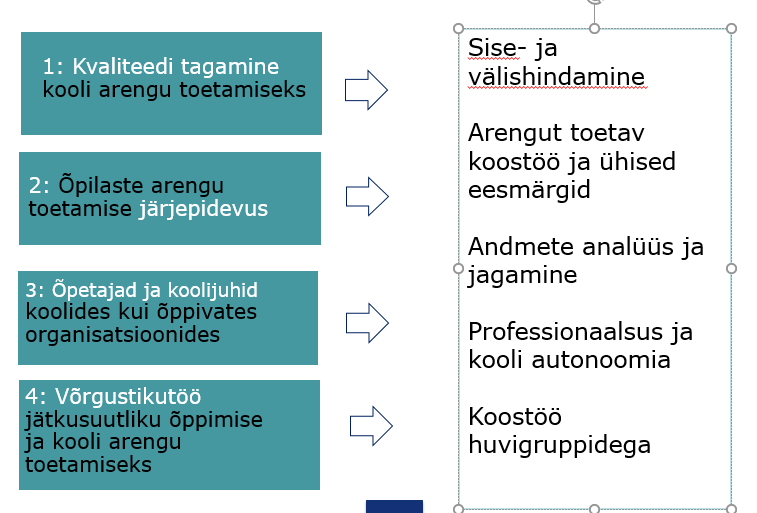 1: Kvaliteedi tagamine
kooli arengu toetamiseks
2: Õpilaste arengu
toetamise järjepidevus
3: Õpetajad ja koolijuhid
koolides kui õppivates
organisatsioonides
4: Võrgustikutöö
jätkusuutliku õppimise
ja kooli arengu
toetamiseks
Sise- ja
välishindamine
Arengut toetav
koostöö ja ühised
eesmärgid
Andmete analüüs ja
jagamine
Professionaalsus ja
kooli autonoomia
Koostöö
huvigruppidega